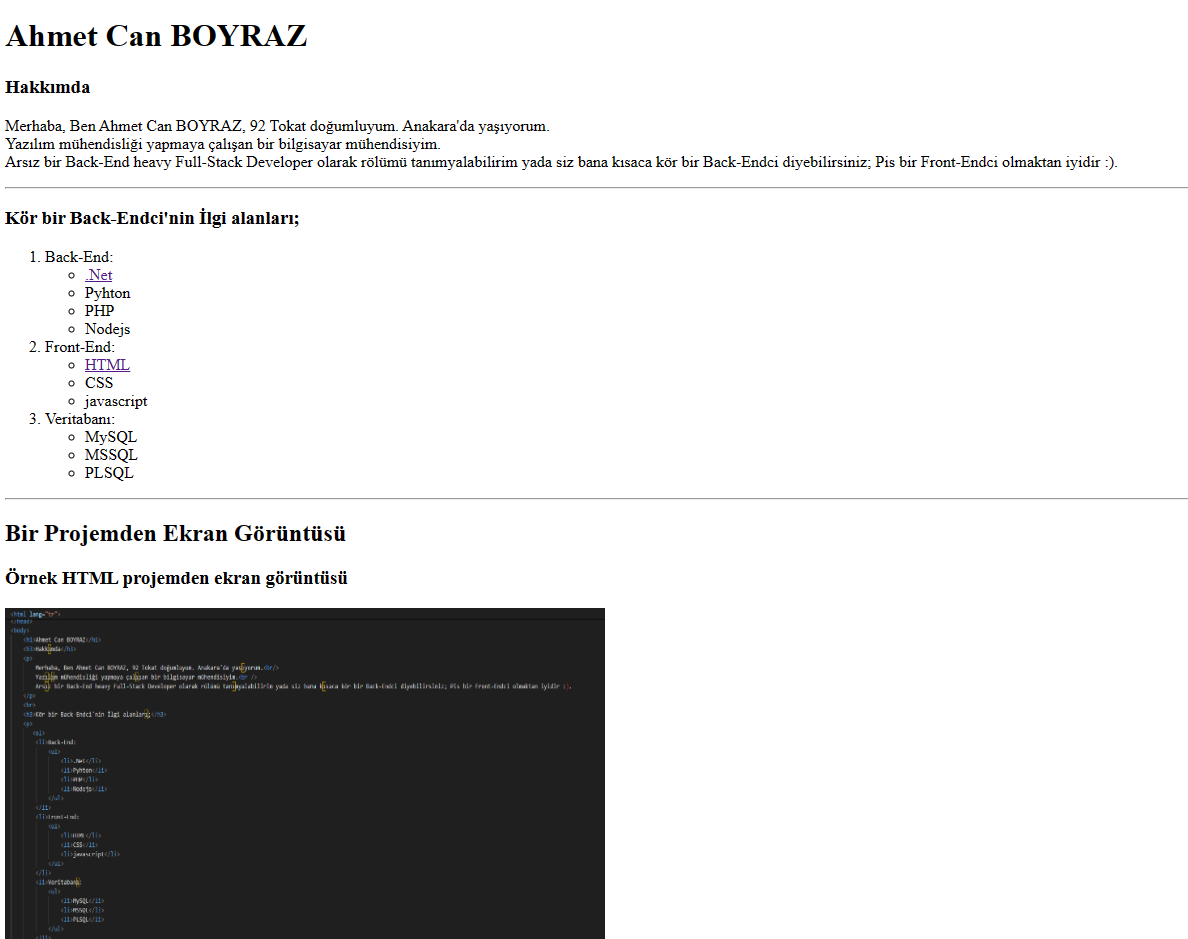 Ahmet Can BOYRAZ
Hakkımda
Merhaba, Ben Ahmet Can BOYRAZ, 92 Tokat doğumluyum. Anakara'da yaşıyorum.
Yazılım mühendisliği yapmaya çalışan bir bilgisayar mühendisiyim.
Arsız bir Back-End heavy Full-Stack Developer olarak rölümü tanımyalabilirim yada siz bana kısaca kör bir Back-Endci diyebilirsiniz; Pis bir Front-Endci olmaktan iyidir :).
Kör bir Back-Endci'nin İlgi alanları;
1. Back-End:
.Net
Pyhton
PHP
Nodejs
2. Front-End:
HTML
CSS
javascript
3. Veritabanı:
MySQL
MSSQL
PLSQL
Bir Projemden Ekran Görüntüsü
Örnek HTML projemden ekran görüntüsü
<html lang="tr">
</head>
<body>
<h1>Ahmet Can BOYRAZ</h1>
<h3>Hakkımda</h3>
<p>
Merhaba, Ben Ahmet Can BOYRAZ, 92 Tokat doğumluyum. Anakara'da yaşıyorum.<br/>
Yazılım mühendisliği yapmaya çalışan bir bilgisayar mühendisiyim.<br />
Arsız bir Back-End heavy Full-Stack Developer olarak rölümü tanımyalabilirim yada siz bana kısaca kör bir Back-Endci diyebilirsiniz; Pis bir Front-Endci olmaktan iyidir :).
</p>
<hr>
<h3>Kör bir Back-Endci'nin İlgi alanları;</h3>
<p>
<ol>
<li>Back-End:
<ul>
<li>.Net</li>
<li>Pyhton</li>
<li>PHP</li>
<li>Nodejs</li>
</ul>
</li>
<li>Front-End:
<ul>
<li>HTML</li>
<li>CSS</li>
<li>javascript</li>
</ul>
</li>
<li>Veritabanı:
<ul>
<li>MySQL</li>
<li>MSSQL</li>
<li>PLSQL</li>
</ul>
</li>